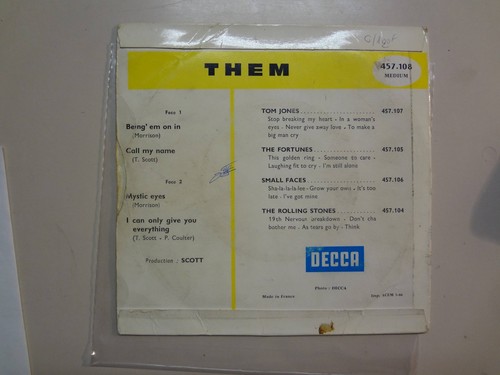 THEM
457.108
MEDIUM
Face 1
Being' em on in
(Morrison)
Call my name
(T. Scott)
Face 2
Mystic eyes
(Morrison)
I can only give you
everything
(T. Scott - P. Coulter)
Production : SCOTT
TOM JONES 457.107
Stop breaking my heart - In a woman's
eyes - Never give away love - To make a
big man cry
THE FORTUNES 457.105
This golden ring - Someone to care -
Laughing fit to cry - I'm still alone
SMALL FACES 457.106
Sha-la-la-la-lee - Grow your own - It's too
late - I've got mine
THE ROLLING STONES 457.104
19th Nervour breakdown - Don't cha
bother me - As tears go by - Think
DECCA
Photo : DECCA
Made in France